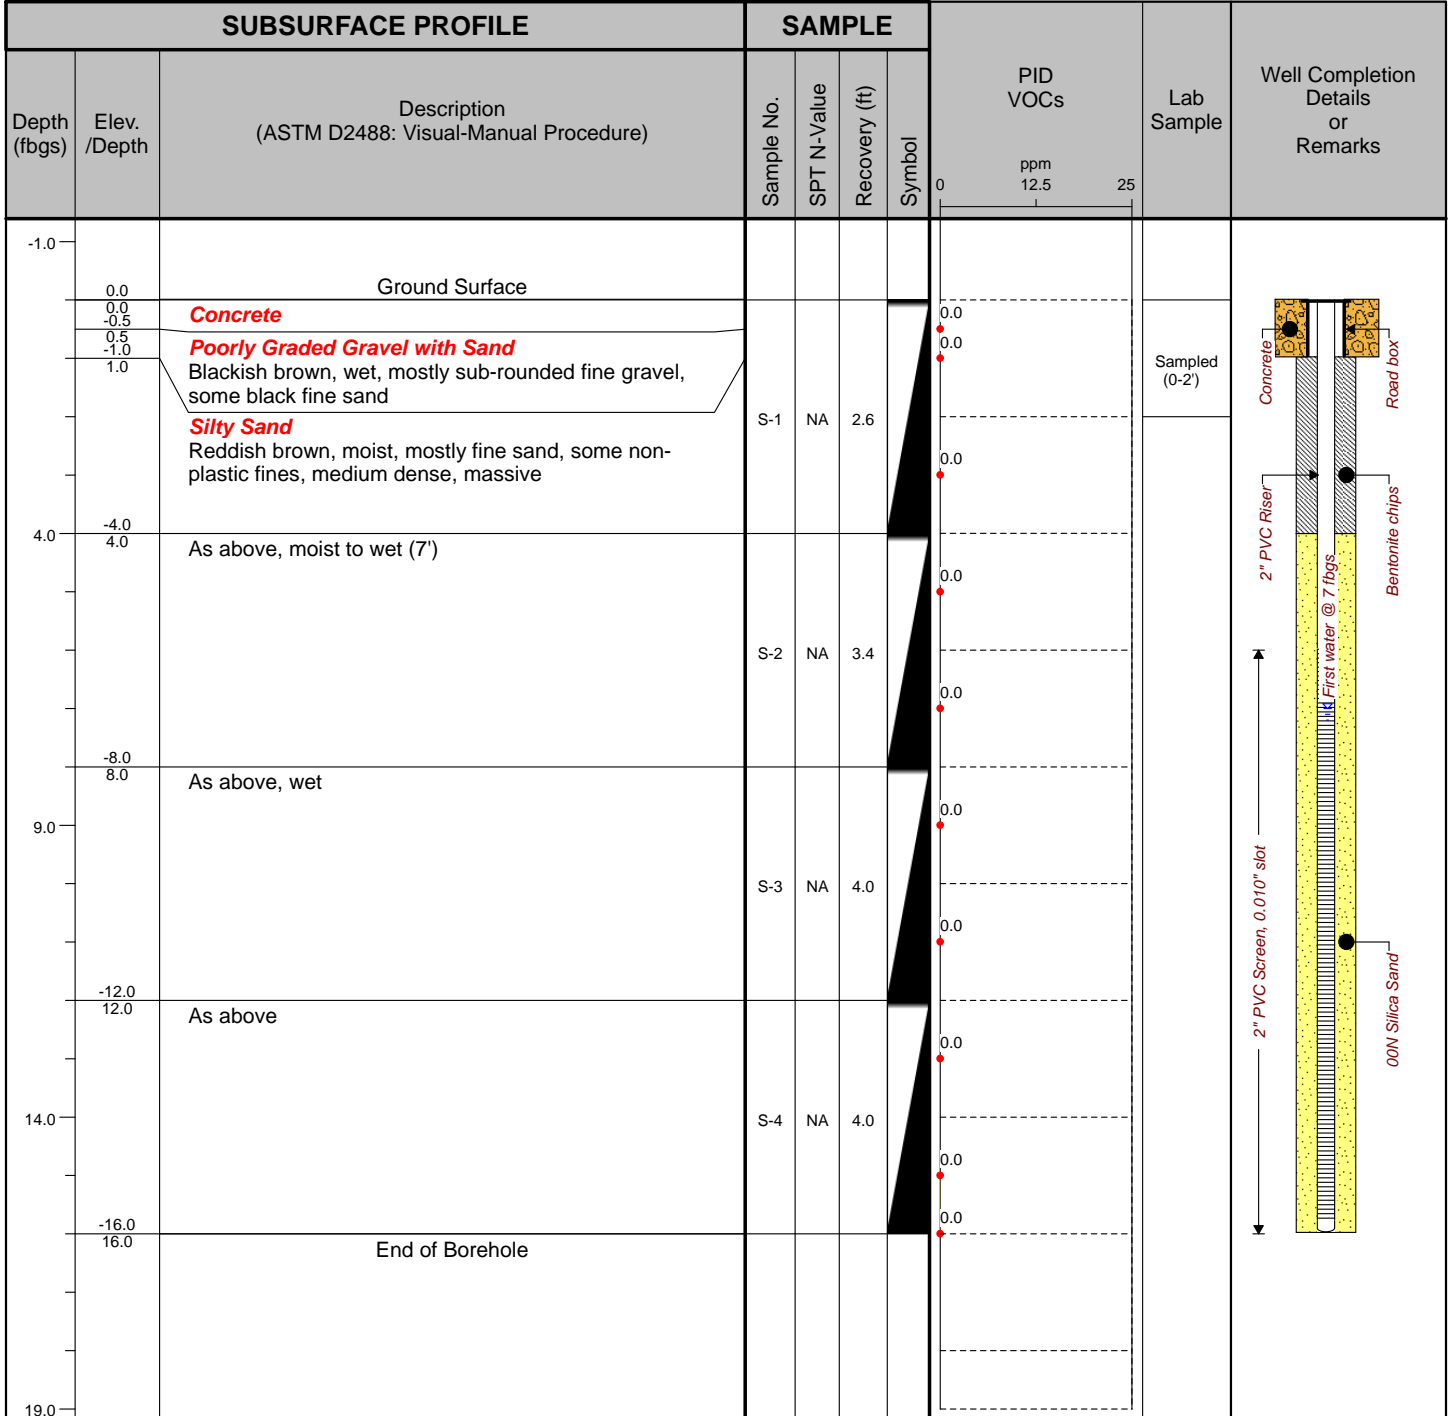 SUBSURFACE PROFILE
SAMPLE
Depth
(fbgs)
Elev.
/Depth
Description
(ASTM D2488: Visual-Manual Procedure)
Sample No.
SPT N-Value
Recovery (ft)
Symbol
PID
VOCs
ppm
0 12.5 25
Lab
Sample
Well Completion
Details
or
Remarks
-1.0
0.0
Ground Surface
0.0
-0.5
Concrete
0.5
-1.0
1.0
Poorly Graded Gravel with Sand
Blackish brown, wet, mostly sub-rounded fine gravel,
some black fine sand
Silty Sand
Reddish brown, moist, mostly fine sand, some non-
plastic fines, medium dense, massive
S-1 NA 2.6
0.0
0.0
0.0
Sampled
(0-2')
Concrete
Road box
2" PVC Riser
Bentonite chips
4.0
-4.0
4.0
As above, moist to wet (7')
S-2 NA 3.4
0.0
0.0
First water @ 7 fbgs
-8.0
8.0
As above, wet
9.0
S-3 NA 4.0
0.0
0.0
2" PVC Screen, 0.010" slot
00N Silica Sand
-12.0
12.0
As above
14.0
S-4 NA 4.0
0.0
0.0
0.0
-16.0
16.0
End of Borehole
19.0